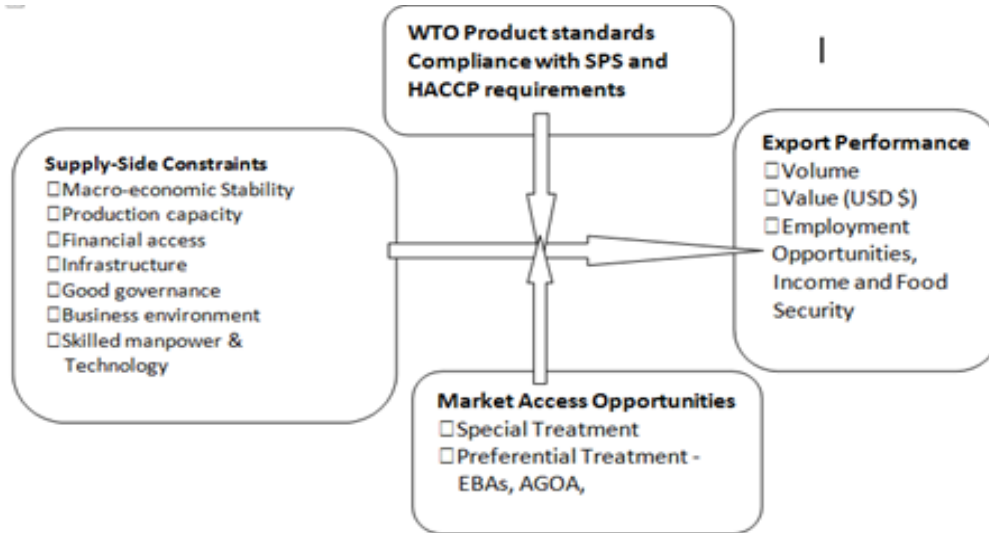 WTO Product standards
Compliance with SPS and
HACCP requirements
Supply-Side Constraints
□Macro-economic Stability
□Production capacity
□Financial access
□Infrastructure
□Good governance
□Business environment
□Skilled manpower &
Technology
Export Performance
□Volume
□Value (USD $)
□Employment
Opportunities,
Income and Food
Security
Market Access Opportunities
□Special Treatment
□Preferential Treatment -
EBAs, AGOA,